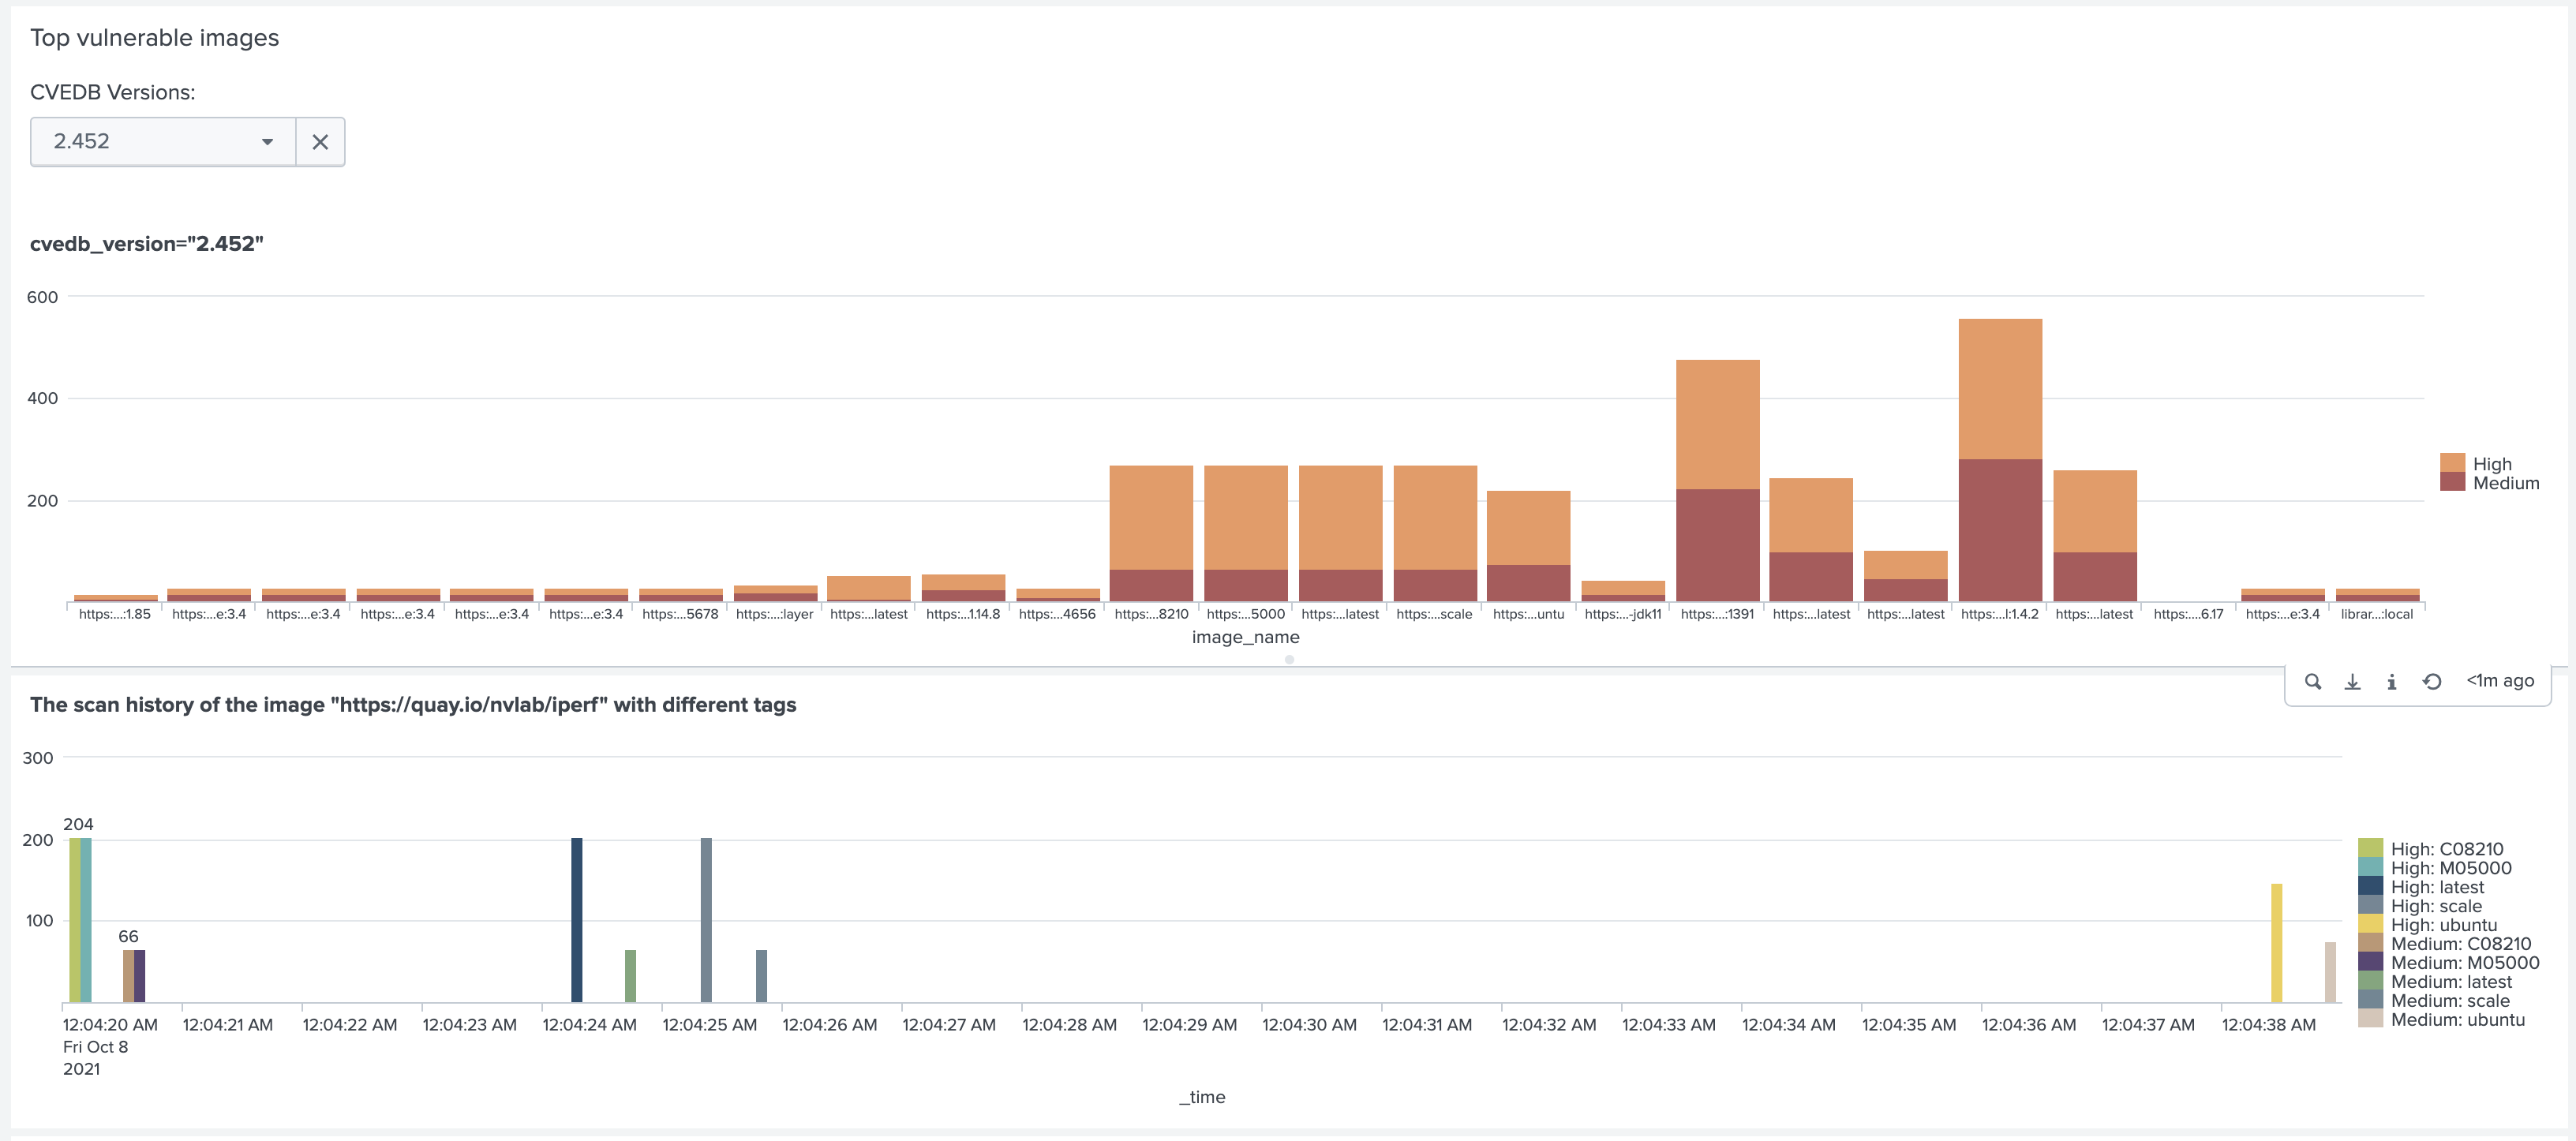 Top vulnerable images
CVEDB Versions:
2.452
cvedb_version="2.452"
600
400
200
High
Medium
https:...:1.85 https:...e:3.4 https:...e:3.4 https:...e:3.4 https:...e:3.4 https:...e:3.4 https:...5678 https:...:layer https:...latest https:...1.14.8 https:...4656 https:...8210 https:...5000 https:...latest https:...scale https:...untu https:...-jdk11 https:...:1391 https:...latest https:...latest https:...l:1.4.2 https:...latest https:...6.17 https:...e:3.4 librar...:local
image_name
<1m ago
The scan history of the image "https://quay.io/nvlab/iperf" with different tags
300
204
200
66
100
High: C08210
High: M05000
High: latest
High: scale
High: ubuntu
Medium: C08210
Medium: M05000
Medium: latest
Medium: scale
Medium: ubuntu
12:04:20 AM 12:04:21 AM 12:04:22 AM 12:04:23 AM 12:04:24 AM 12:04:25 AM 12:04:26 AM 12:04:27 AM 12:04:28 AM 12:04:29 AM 12:04:30 AM 12:04:31 AM 12:04:32 AM 12:04:33 AM 12:04:34 AM 12:04:35 AM 12:04:36 AM 12:04:37 AM 12:04:38 AM
Fri Oct 8
2021
_time